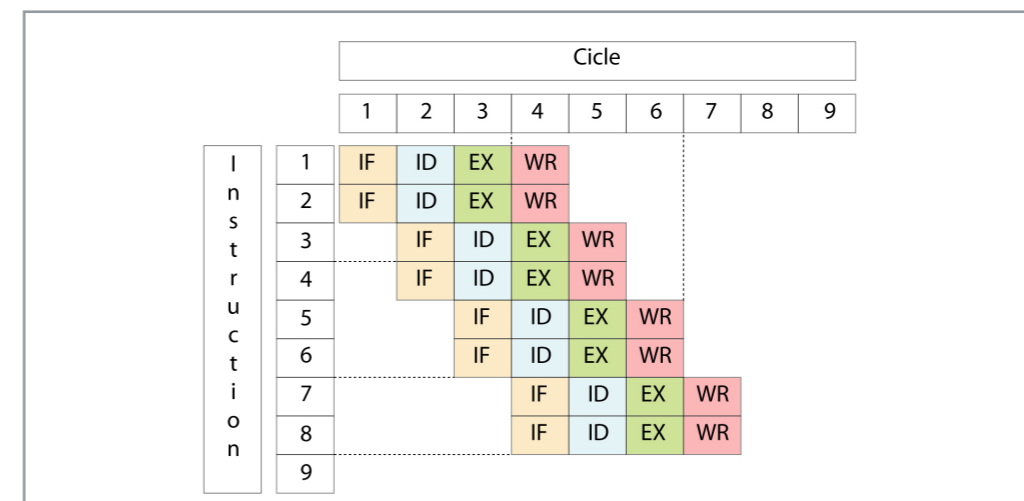 Cicle
1 2 3 4 5 6 7 8 9
Instruction
1 IF ID EX WR
2 IF ID EX WR
3 IF ID EX WR
4 IF ID EX WR
5 IF ID EX WR
6 IF ID EX WR
7 IF ID EX WR
8 IF ID EX WR
9